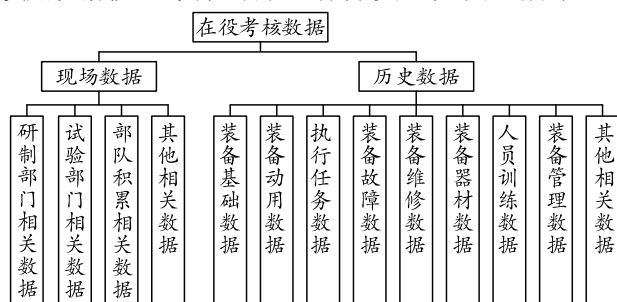 在役考核数据
现场数据
历史数据
研制部门相关数据
试验部门相关数据
部队积累相关数据
其他相关数据
装备基础数据
装备动用数据
执行任务数据
装备故障数据
装备维修数据
装备器材数据
人员训练数据
装备管理数据
其他相关数据